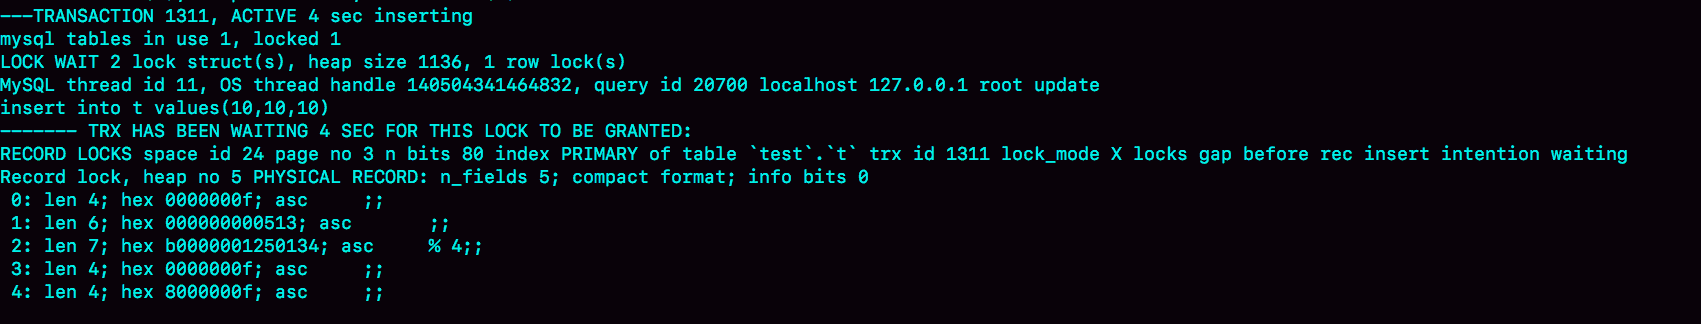 ---TRANSACTION 1311, ACTIVE 4 sec inserting
mysql tables in use 1, locked 1
LOCK WAIT 2 lock struct(s), heap size 1136, 1 row lock(s)
MySQL thread id 11, OS thread handle 140504341464832, query id 20700 localhost 127.0.0.1 root update
insert into t values(10,10,10)
------- TRX HAS BEEN WAITING 4 SEC FOR THIS LOCK TO BE GRANTED:
RECORD LOCKS space id 24 page no 3 n bits 80 index PRIMARY of table `test`.`t` trx id 1311 lock_mode X locks gap before rec insert intention waiting
Record lock, heap no 5 PHYSICAL RECORD: n_fields 5; compact format; info bits 0
 0: len 4; hex 0000000f; asc     ;;
 1: len 6; hex 000000000513; asc       ;;
 2: len 7; hex b0000001250134; asc     % 4;;
 3: len 4; hex 0000000f; asc     ;;
 4: len 4; hex 8000000f; asc     ;;